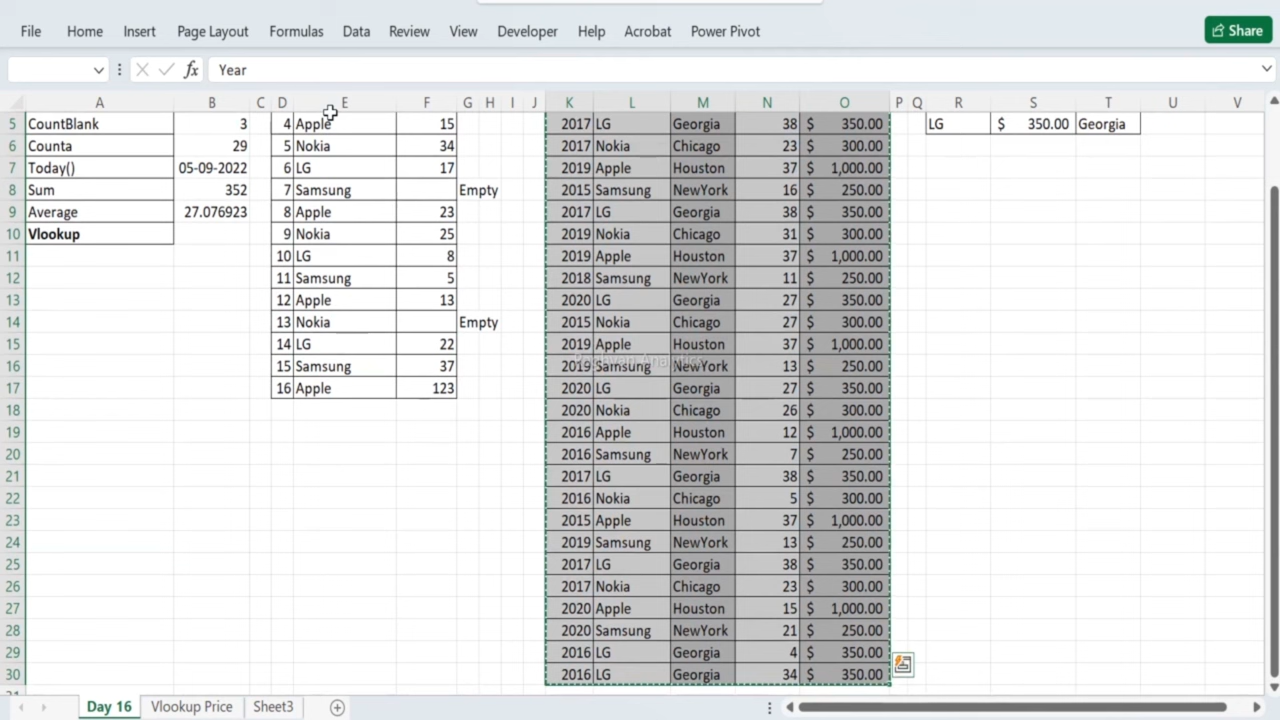 File Home Insert Page Layout Formulas Data Review View Developer Help Acrobat Power Pivot Share
fx Year
A B C D E F G H I J K L M N O P Q R S T U V
5 CountBlank 3 4 Apple 15 2017 LG Georgia 38 $ 350.00 LG $ 350.00 Georgia
6 Counta 29 5 Nokia 34 2017 Nokia Chicago 23 $ 300.00
7 Today() 05-09-2022 6 LG 17 2019 Apple Houston 37 $ 1,000.00
8 Sum 352 7 Samsung Empty 2015 Samsung NewYork 16 $ 250.00
9 Average 27.076923 8 Apple 23 2017 LG Georgia 38 $ 350.00
10 Vlookup 9 Nokia 25 2019 Nokia Chicago 31 $ 300.00
11 10 LG 8 2019 Apple Houston 37 $ 1,000.00
12 11 Samsung 5 2018 Samsung NewYork 11 $ 250.00
13 12 Apple 13 2020 LG Georgia 27 $ 350.00
14 13 Nokia Empty 2015 Nokia Chicago 27 $ 300.00
15 14 LG 22 2019 Apple Houston 37 $ 1,000.00
16 15 Samsung 37 2019 Samsung NewYork 13 $ 250.00
17 16 Apple 123 2020 LG Georgia 27 $ 350.00
18 2020 Nokia Chicago 26 $ 300.00
19 2016 Apple Houston 12 $ 1,000.00
20 2016 Samsung NewYork 7 $ 250.00
21 2017 LG Georgia 38 $ 350.00
22 2016 Nokia Chicago 5 $ 300.00
23 2015 Apple Houston 37 $ 1,000.00
24 2019 Samsung NewYork 13 $ 250.00
25 2017 LG Georgia 38 $ 350.00
26 2017 Nokia Chicago 23 $ 300.00
27 2020 Apple Houston 15 $ 1,000.00
28 2020 Samsung NewYork 21 $ 250.00
29 2016 LG Georgia 4 $ 350.00
30 2016 LG Georgia 34 $ 350.00
Day 16 Vlookup Price Sheet3